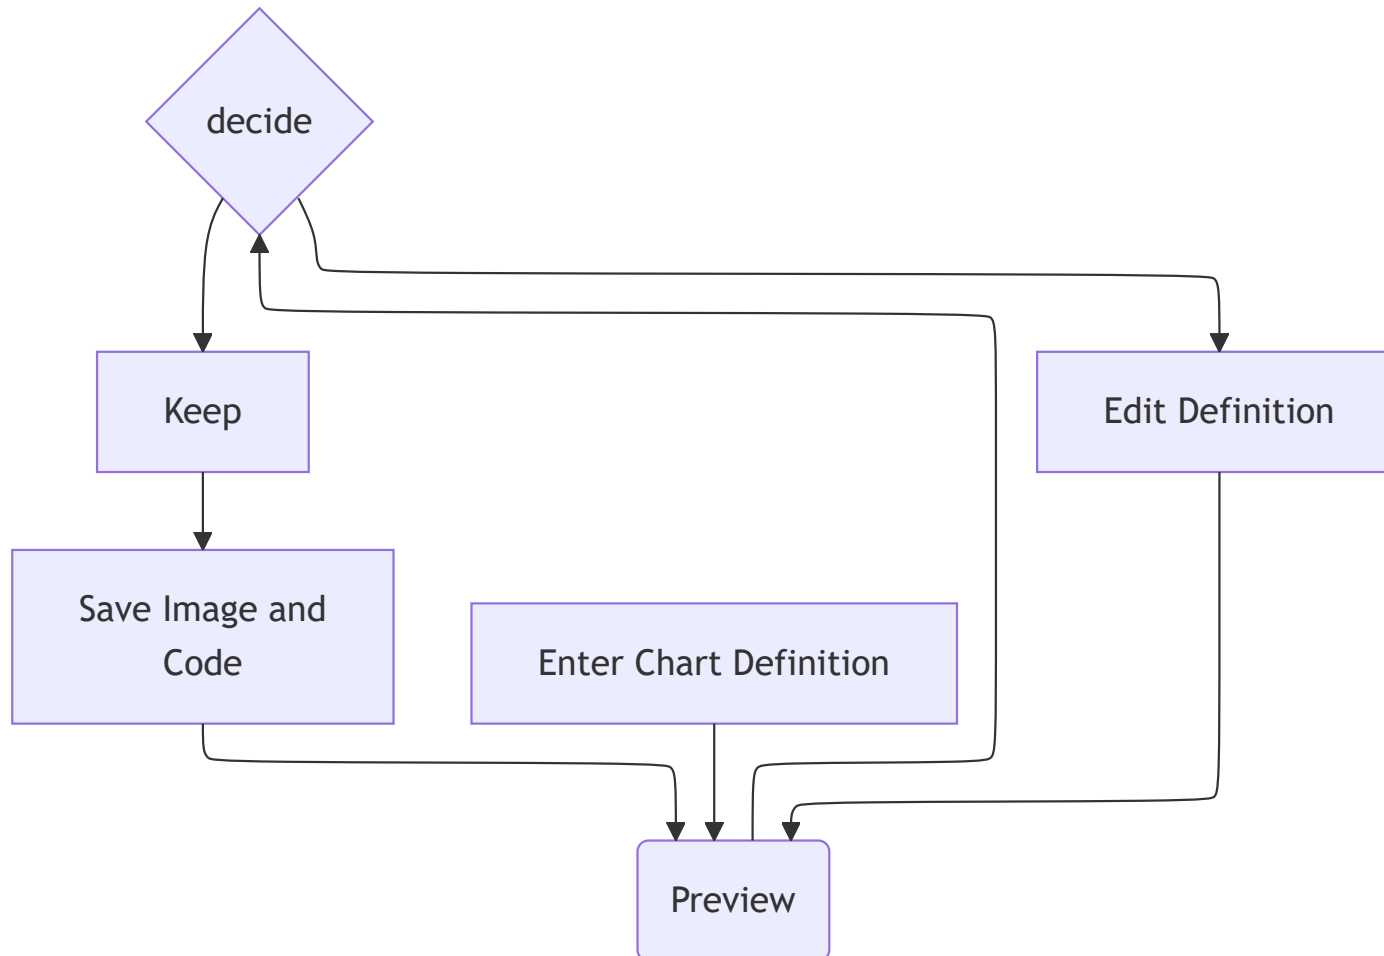 decide
Keep
Edit Definition
Save Image and
Code
Enter Chart Definition
Preview